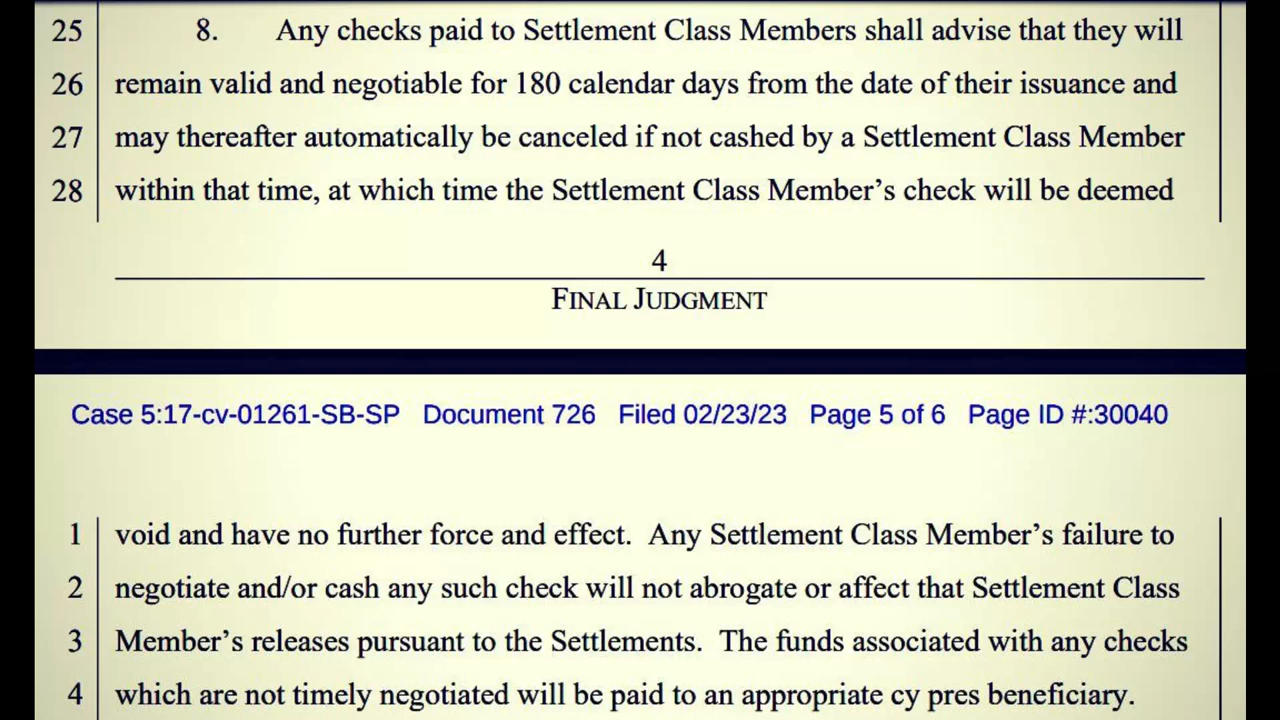 25 8. Any checks paid to Settlement Class Members shall advise that they will
26 remain valid and negotiable for 180 calendar days from the date of their issuance and
27 may thereafter automatically be canceled if not cashed by a Settlement Class Member
28 within that time, at which time the Settlement Class Member’s check will be deemed
4
FINAL JUDGMENT
Case 5:17-cv-01261-SB-SP Document 726 Filed 02/23/23 Page 5 of 6 Page ID #:30040
1 void and have no further force and effect. Any Settlement Class Member’s failure to
2 negotiate and/or cash any such check will not abrogate or affect that Settlement Class
3 Member’s releases pursuant to the Settlements. The funds associated with any checks
4 which are not timely negotiated will be paid to an appropriate cy pres beneficiary.